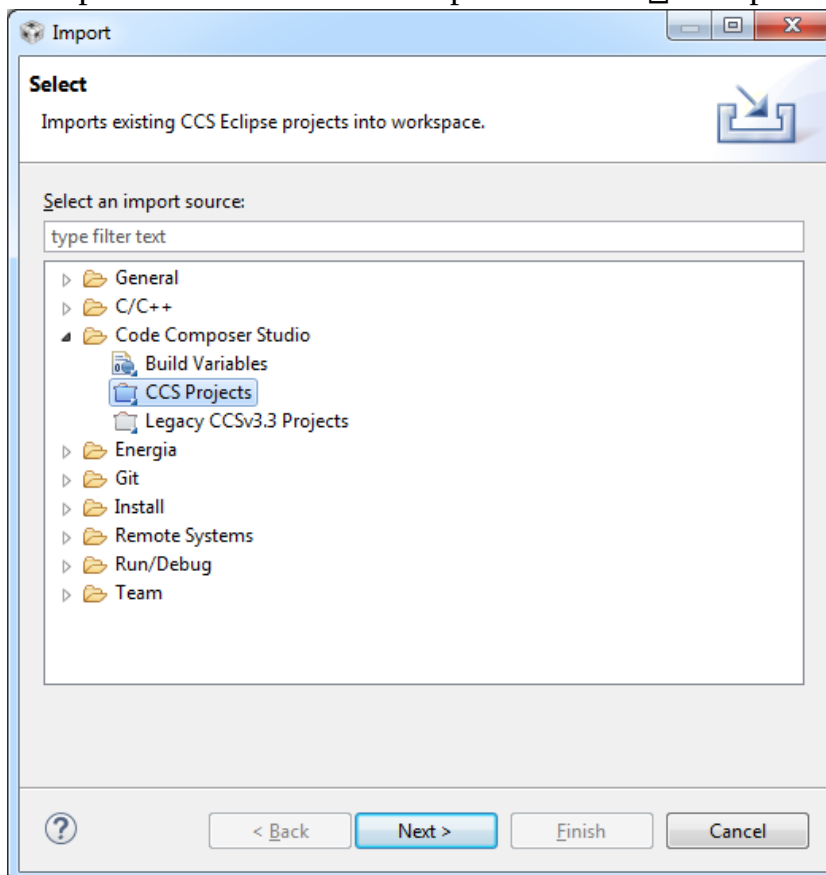 Import
Select
Imports existing CCS Eclipse projects into workspace.
Select an import source:
type filter text
General
C/C++
Code Composer Studio
Build Variables
CCS Projects
Legacy CCSv3.3 Projects
Energia
Git
Install
Remote Systems
Run/Debug
Team
< Back Next > Finish Cancel